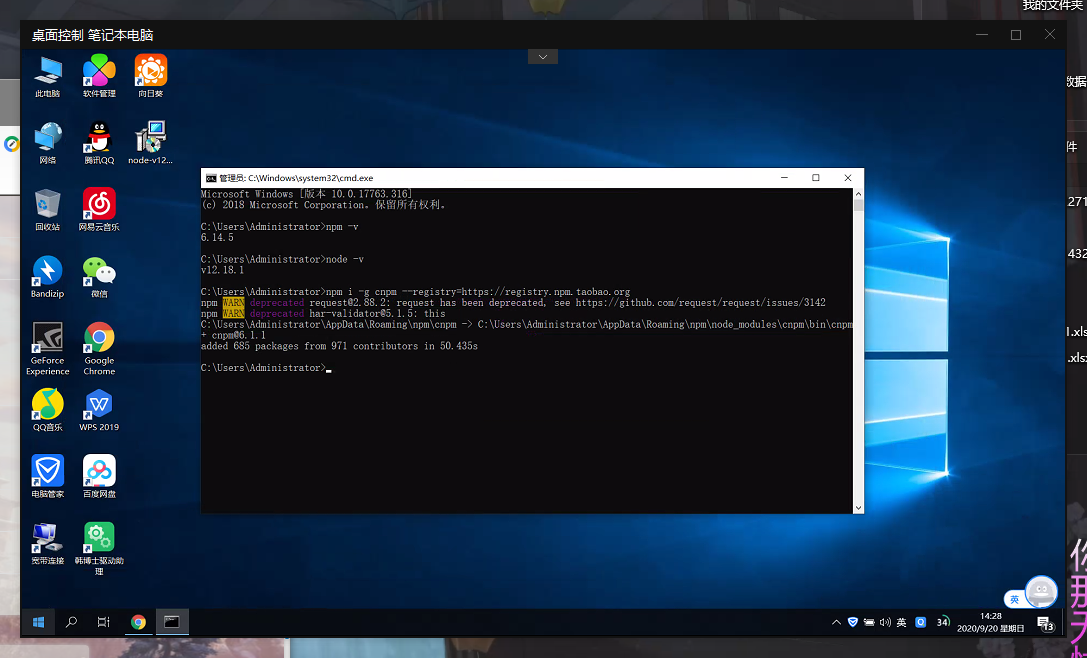 我的文件夹
桌面控制 笔记本电脑
此电脑
软件管理
向日葵
数据
件
网络
腾讯QQ
node-v12...
管理员: C:\Windows\system32\cmd.exe
Microsoft Windows [版本 10.0.17763.316]
(c) 2018 Microsoft Corporation。保留所有权利。
C:\Users\Administrator>npm -v
6.14.5
C:\Users\Administrator>node -v
v12.18.1
C:\Users\Administrator>npm i -g cnpm --registry=https://registry.npm.taobao.org
npm WARN deprecated request@2.88.2: request has been deprecated, see https://github.com/request/request/issues/3142
npm WARN deprecated har-validator@5.1.5: this
C:\Users\Administrator\AppData\Roaming\npm\cnpm -> C:\Users\Administrator\AppData\Roaming\npm\node_modules\cnpm\bin\cnpm
+ cnpm@6.1.1
added 685 packages from 971 contributors in 50.435s
C:\Users\Administrator>
回收站
网易云音乐
271
432
Bandizip
微信
GeForce
Experience
Google
Chrome
1.xls
.xls
QQ音乐
WPS 2019
电脑管家
百度网盘
宽带连接
韩博士驱动助
理
你
那
天
英
英
34
14:28
2020/9/20 星期日
13